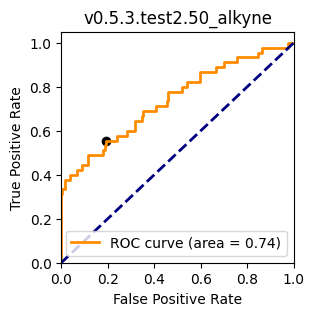 v0.5.3.test2.50_alkyne
True Positive Rate
1.0
0.8
0.6
0.4
0.2
0.0
ROC curve (area = 0.74)
0.0 0.2 0.4 0.6 0.8 1.0
False Positive Rate